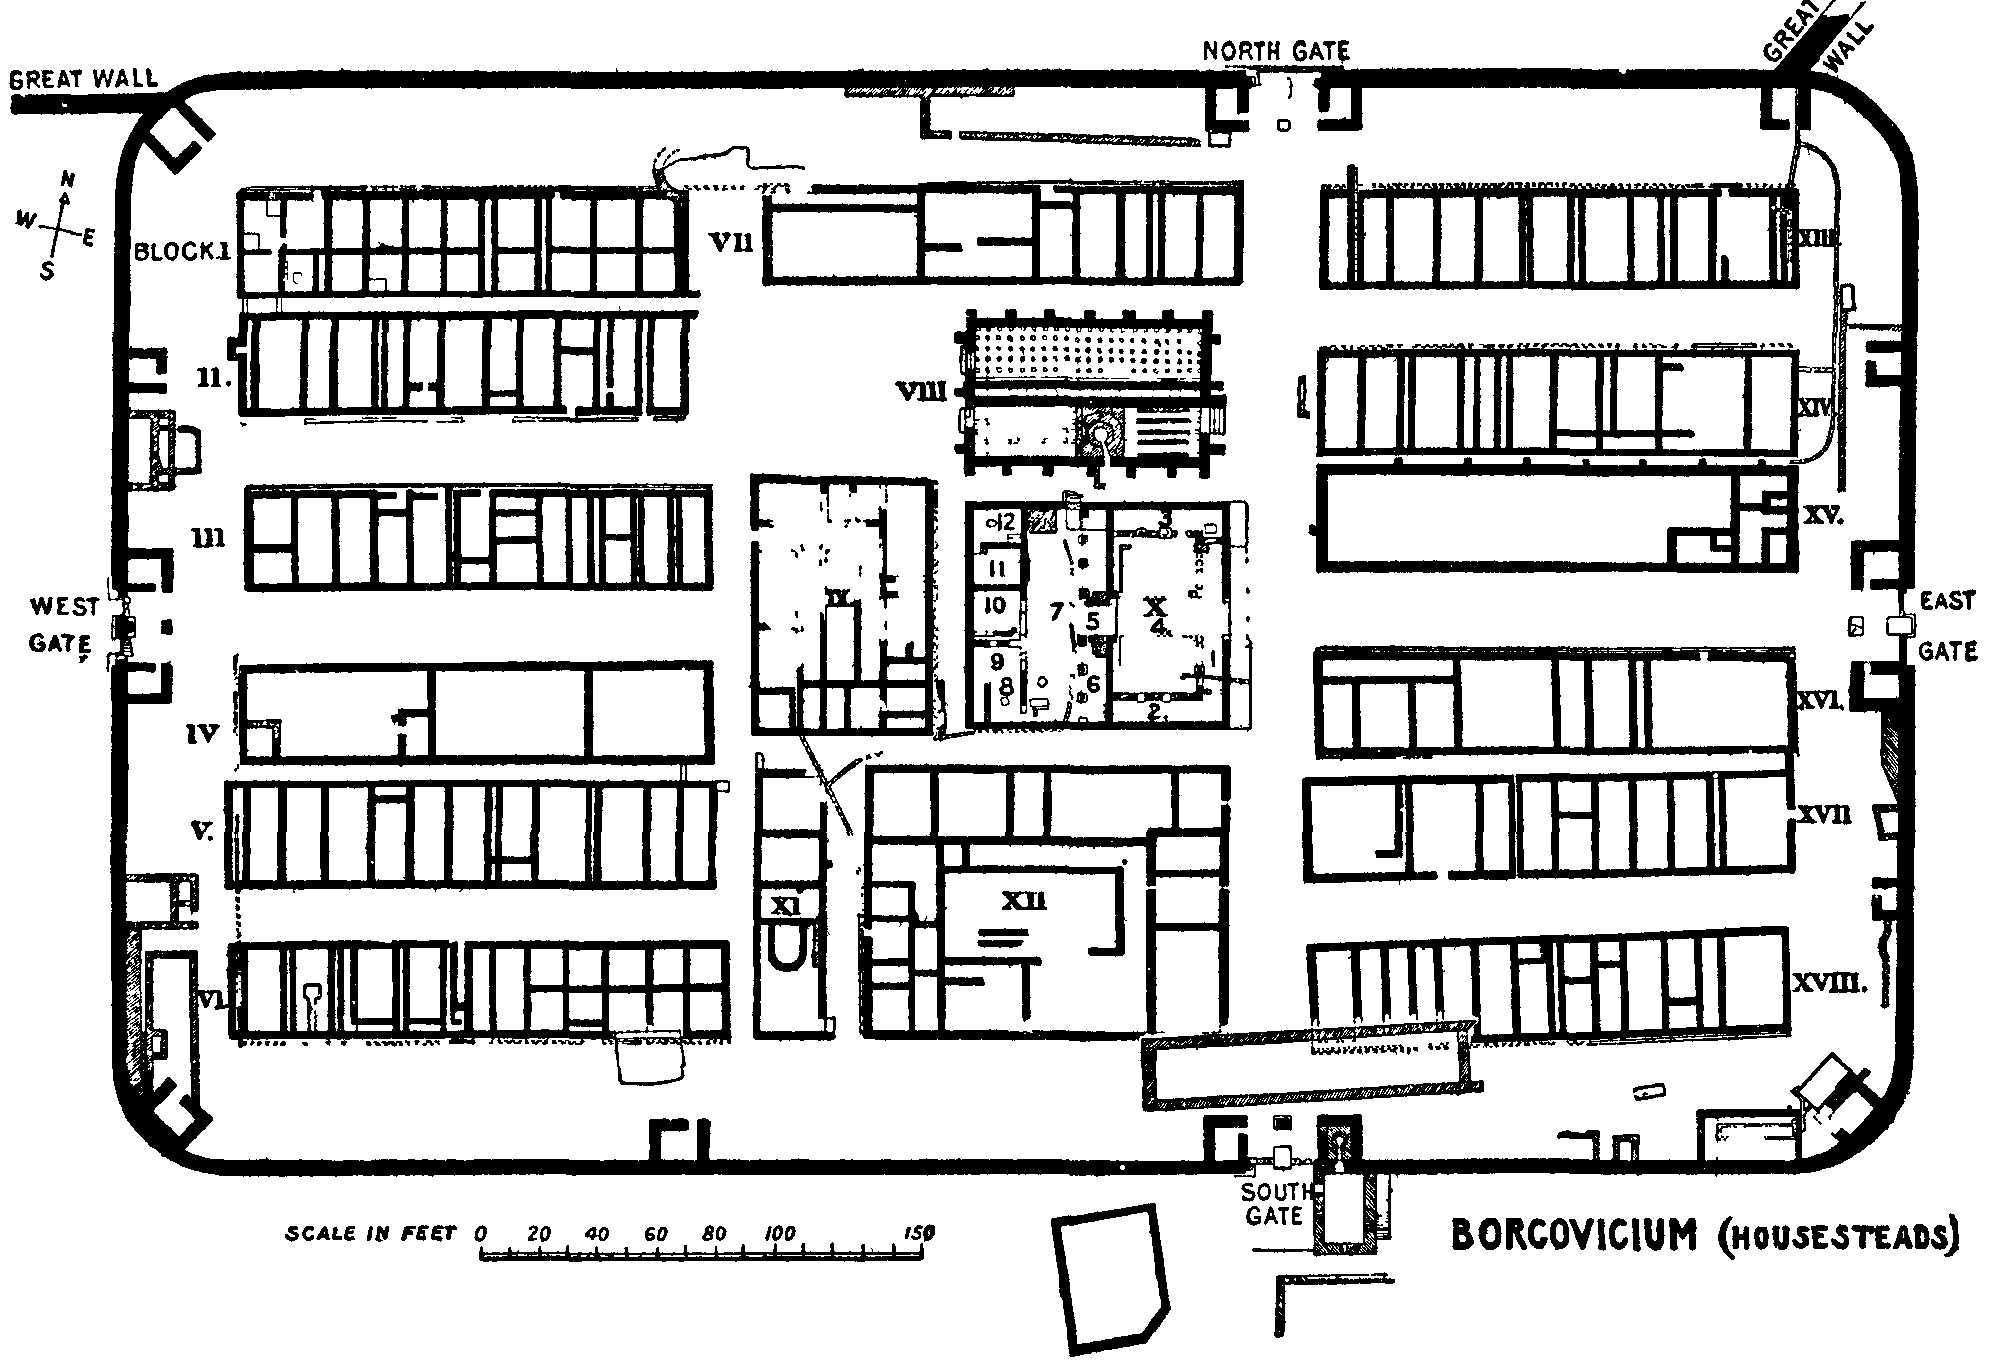 NORTH GATE
GREAT WALL
GREAT WALL
N
W E
S
BLOCK.I
VII
XIII.
II.
VIII
XIV.
III
IX.
12
11
10
9
8
7
3
X
4
5
6
2.
XV.
WEST GATE
EAST GATE
IV
XVI.
V.
XVII
XI
XII
VI.
XVIII.
SOUTH GATE
SCALE IN FEET 0 20 40 60 80 100 150
BORCOVICIUM (HOUSESTEADS)